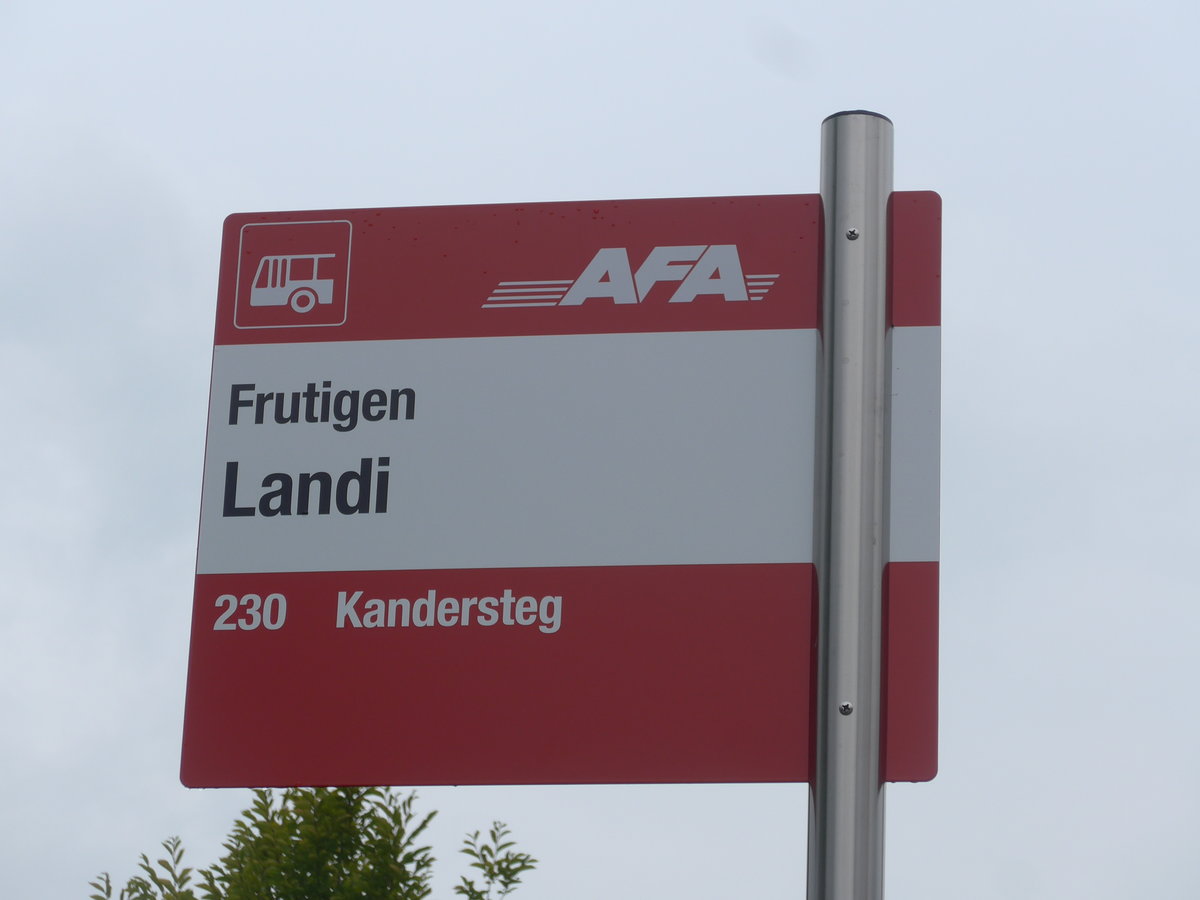 AFA
Frutigen
Landi
230 Kandersteg